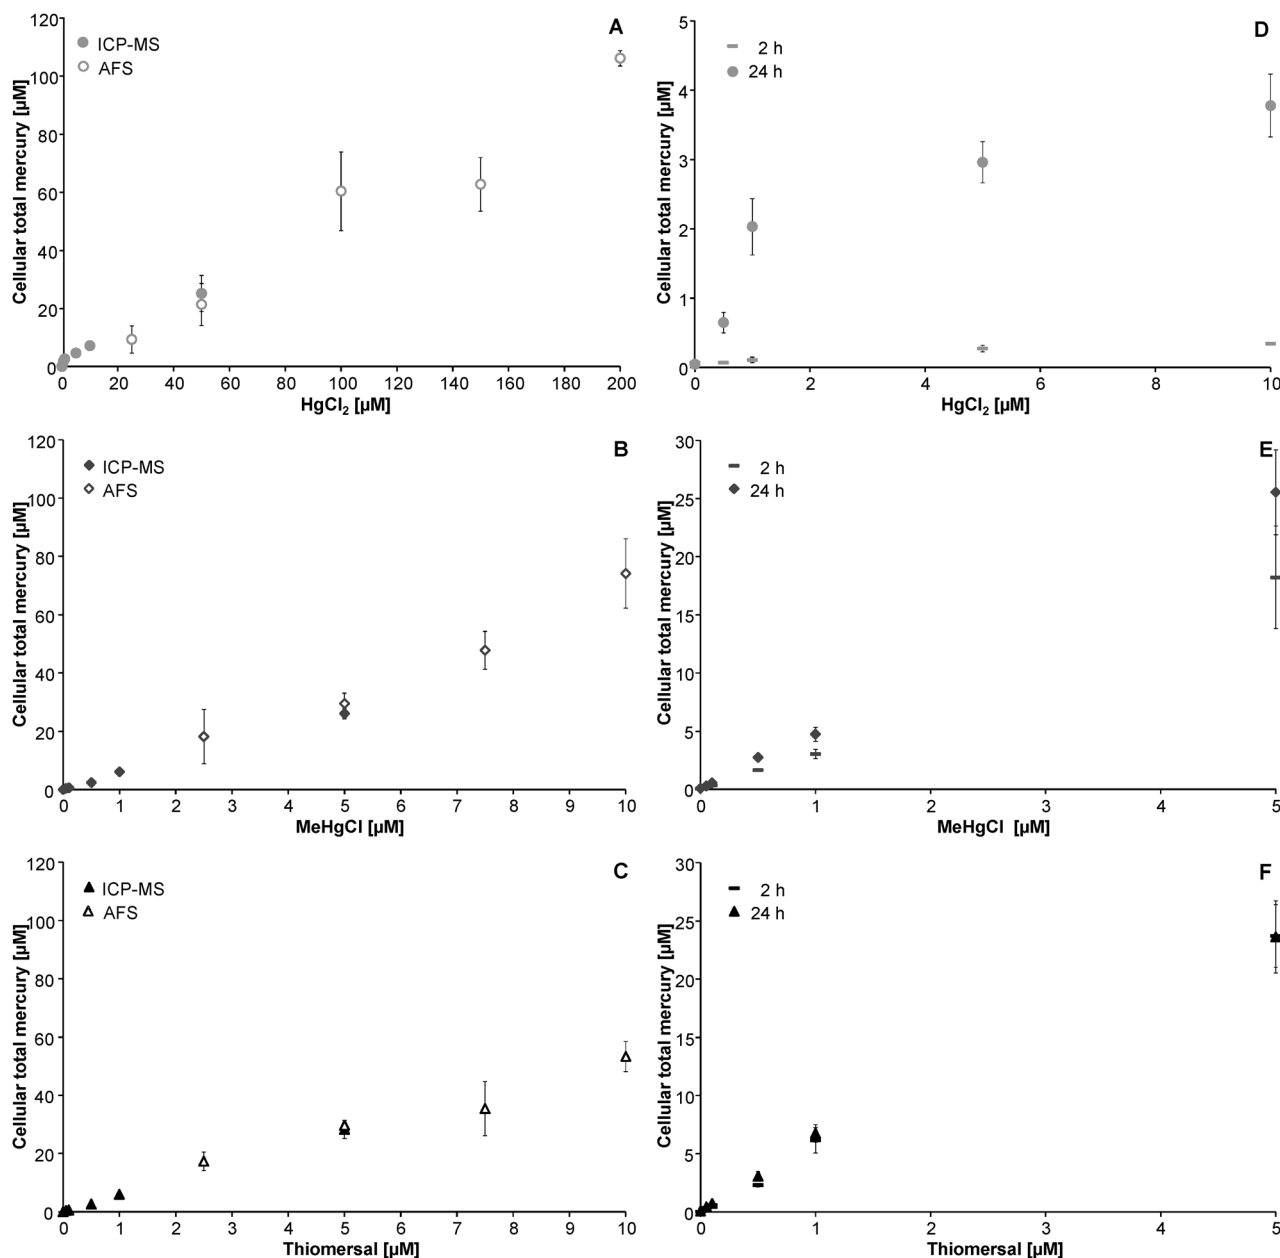 A
ICP-MS
AFS
Cellular total mercury [µM]
120
100
80
60
40
20
0
0 20 40 60 80 100 120 140 160 180 200
HgCl2 [µM]
D
2 h
24 h
Cellular total mercury [µM]
5
4
3
2
1
0
0 2 4 6 8 10
HgCl2 [µM]
B
ICP-MS
AFS
Cellular total mercury [µM]
120
100
80
60
40
20
0
0 1 2 3 4 5 6 7 8 9 10
MeHgCl [µM]
E
2 h
24 h
Cellular total mercury [µM]
30
25
20
15
10
5
0
0 1 2 3 4 5
MeHgCl [µM]
C
ICP-MS
AFS
Cellular total mercury [µM]
120
100
80
60
40
20
0
0 1 2 3 4 5 6 7 8 9 10
Thiomersal [µM]
F
2 h
24 h
Cellular total mercury [µM]
30
25
20
15
10
5
0
0 1 2 3 4 5
Thiomersal [µM]